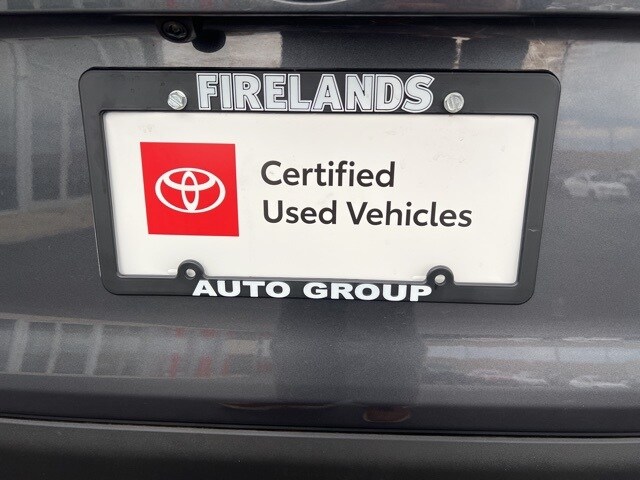 FIRELANDS
Certified
Used Vehicles
AUTO GROUP